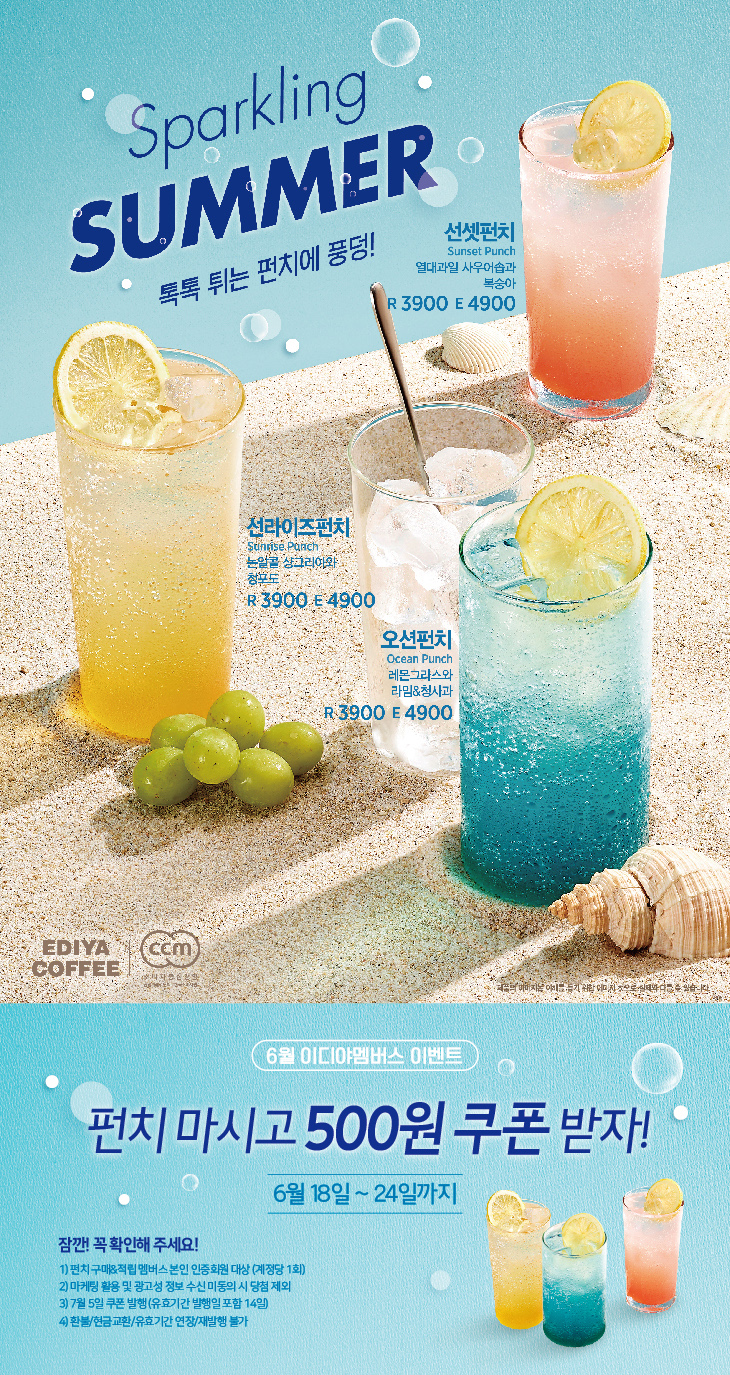 Sparkling
SUMMER
톡톡 튀는 펀치에 풍덩!
선셋펀치
Sunset Punch
열대과일 사우어숍과
복숭아
R 3900 E 4900
선라이즈펀치
Sunrise Punch
논알콜 샹그리아와
청포도
R 3900 E 4900
오션펀치
Ocean Punch
레몬그라스와
라임&청사과
R 3900 E 4900
EDIYA
COFFEE
ccm
6월 이디야멤버스 이벤트
펀치 마시고 500원 쿠폰 받자!
6월 18일 ~ 24일까지
잠깐! 꼭 확인해 주세요!
1) 펀치 구매&적립 멤버스 본인 인증회원 대상 (계정당 1회)
2) 마케팅 활용 및 광고성 정보 수신 미동의 시 당첨 제외
3) 7월 5일 쿠폰 발행 (유효기간 발행일 포함 14일)
4) 환불/현금교환/유효기간 연장/재발행 불가